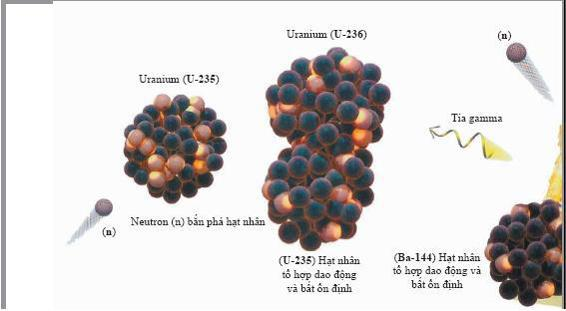 Uranium (U-236)
(n)
Uranium (U-235)
Tia gamma
Neutron (n) bắn phá hạt nhân
(n)
(U-235) Hạt nhân
tổ hợp dao động
và bất ổn định
(Ba-144) Hạt nhân
tổ hợp dao động và
bất ổn định